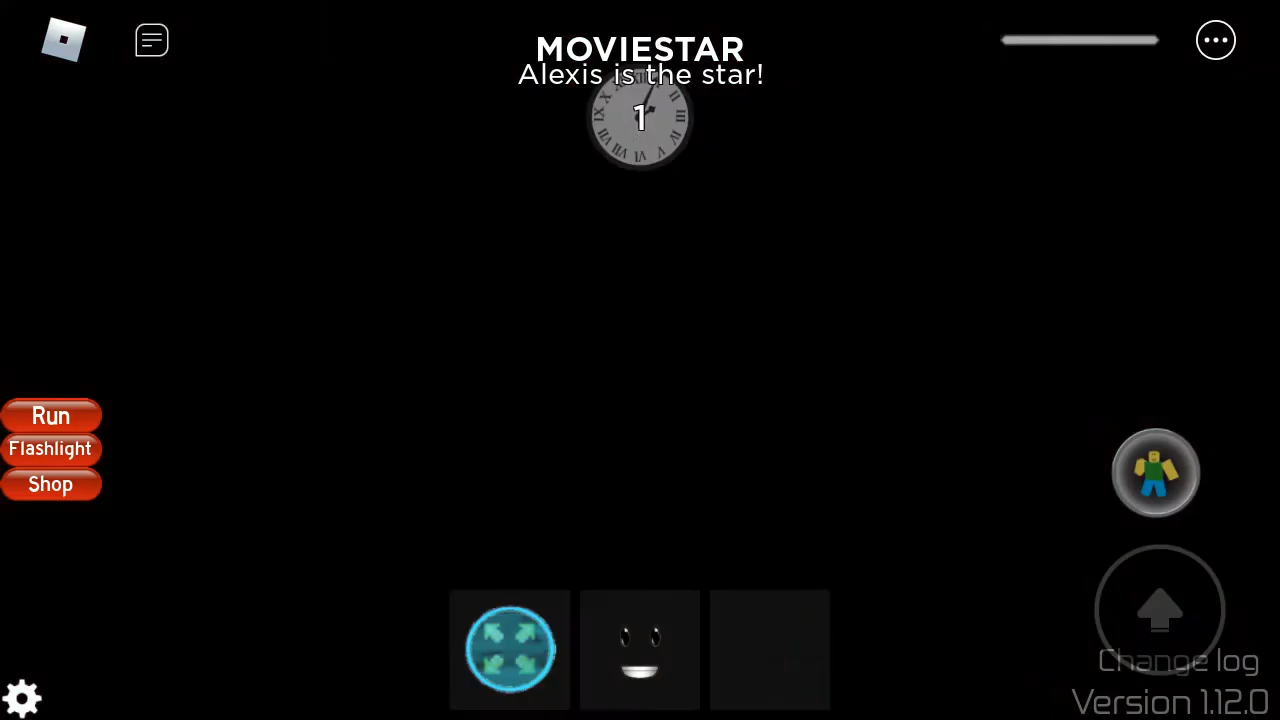 MOVIESTAR
Alexis is the star!
1
Run
Flashlight
Shop
Change log
Version 1.12.0